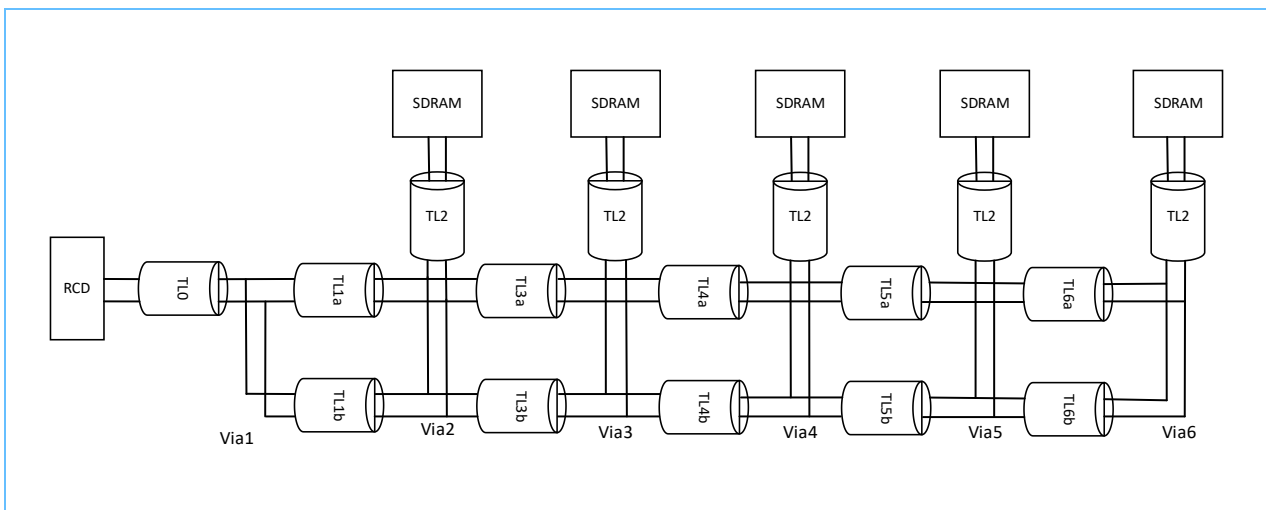 SDRAM
SDRAM
SDRAM
SDRAM
SDRAM
TL2
TL2
TL2
TL2
TL2
RCD
TL0
TL1a
TL3a
TL4a
TL5a
TL6a
TL1b
TL3b
TL4b
TL5b
TL6b
Via1
Via2
Via3
Via4
Via5
Via6